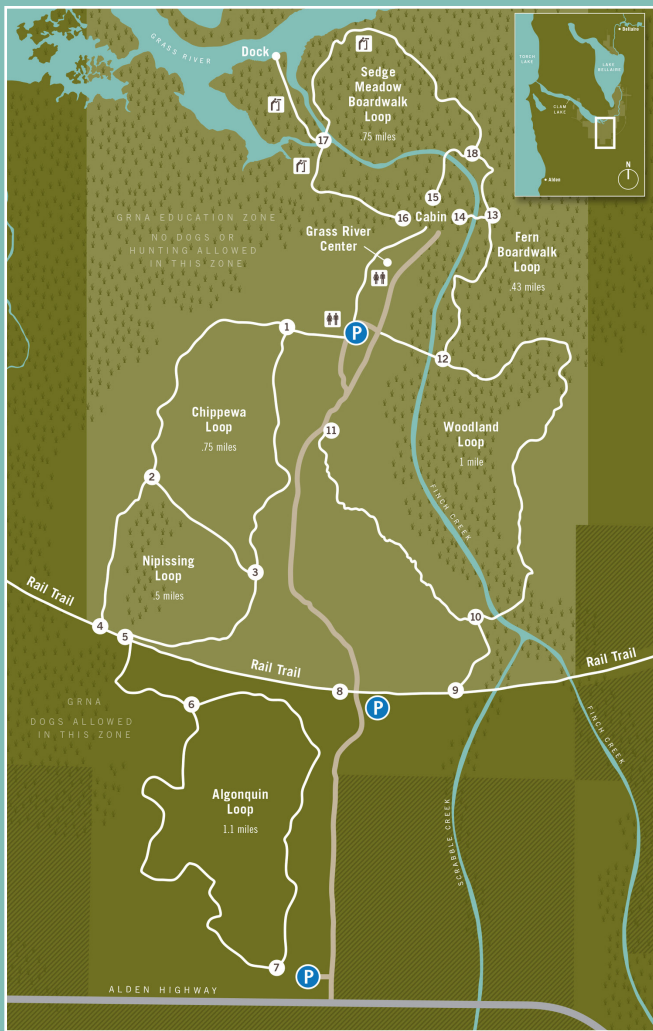 GRASS RIVER
Dock
Sedge
Meadow
Boardwalk
Loop
.75 miles
TORCH
LAKE
LAKE
BELLAIRE
Bellaire
CLAM
LAKE
Alden
N
17
18
15
16
Cabin
14
13
GRNA EDUCATION ZONE
NO DOGS OR
HUNTING ALLOWED
IN THIS ZONE
Grass River
Center
Fern
Boardwalk
Loop
.43 miles
1
P
12
Chippewa
Loop
.75 miles
11
Woodland
Loop
1 mile
2
FINCH CREEK
Nipissing
Loop
.5 miles
3
Rail Trail
4
5
10
Rail Trail
Rail Trail
8
9
P
GRNA
DOGS ALLOWED
IN THIS ZONE
6
FINCH CREEK
Algonquin
Loop
1.1 miles
SCRABBLE CREEK
7
P
ALDEN HIGHWAY